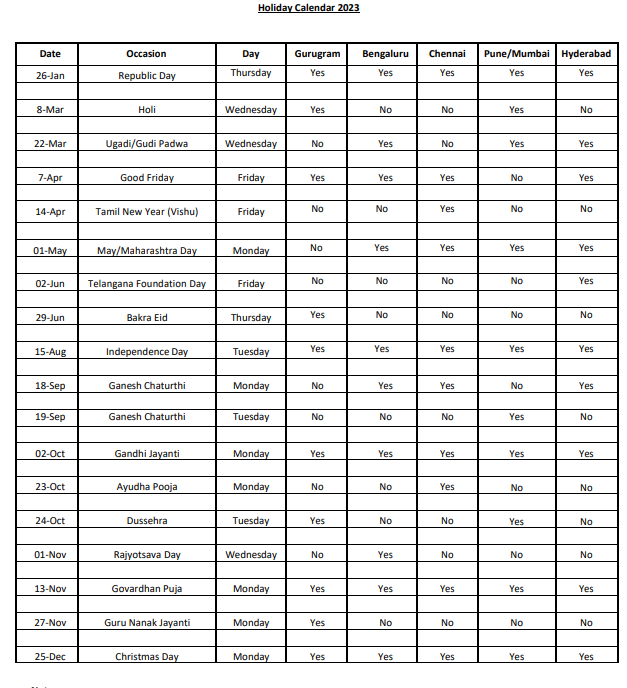 Holiday Calendar 2023
Date Occasion Day Gurugram Bengaluru Chennai Pune/Mumbai Hyderabad
26-Jan Republic Day Thursday Yes Yes Yes Yes Yes
8-Mar Holi Wednesday Yes No No Yes No
22-Mar Ugadi/Gudi Padwa Wednesday No Yes No Yes Yes
7-Apr Good Friday Friday Yes Yes Yes No Yes
14-Apr Tamil New Year (Vishu) Friday No No Yes No No
01-May May/Maharashtra Day Monday No Yes Yes Yes Yes
02-Jun Telangana Foundation Day Friday No No No No Yes
29-Jun Bakra Eid Thursday Yes No No No No
15-Aug Independence Day Tuesday Yes Yes Yes Yes Yes
18-Sep Ganesh Chaturthi Monday No Yes Yes No Yes
19-Sep Ganesh Chaturthi Tuesday No No No Yes No
02-Oct Gandhi Jayanti Monday Yes Yes Yes Yes Yes
23-Oct Ayudha Pooja Monday No No Yes No No
24-Oct Dussehra Tuesday Yes No No Yes No
01-Nov Rajyotsava Day Wednesday No Yes No No No
13-Nov Govardhan Puja Monday Yes Yes Yes Yes Yes
27-Nov Guru Nanak Jayanti Monday Yes No No No No
25-Dec Christmas Day Monday Yes Yes Yes Yes Yes